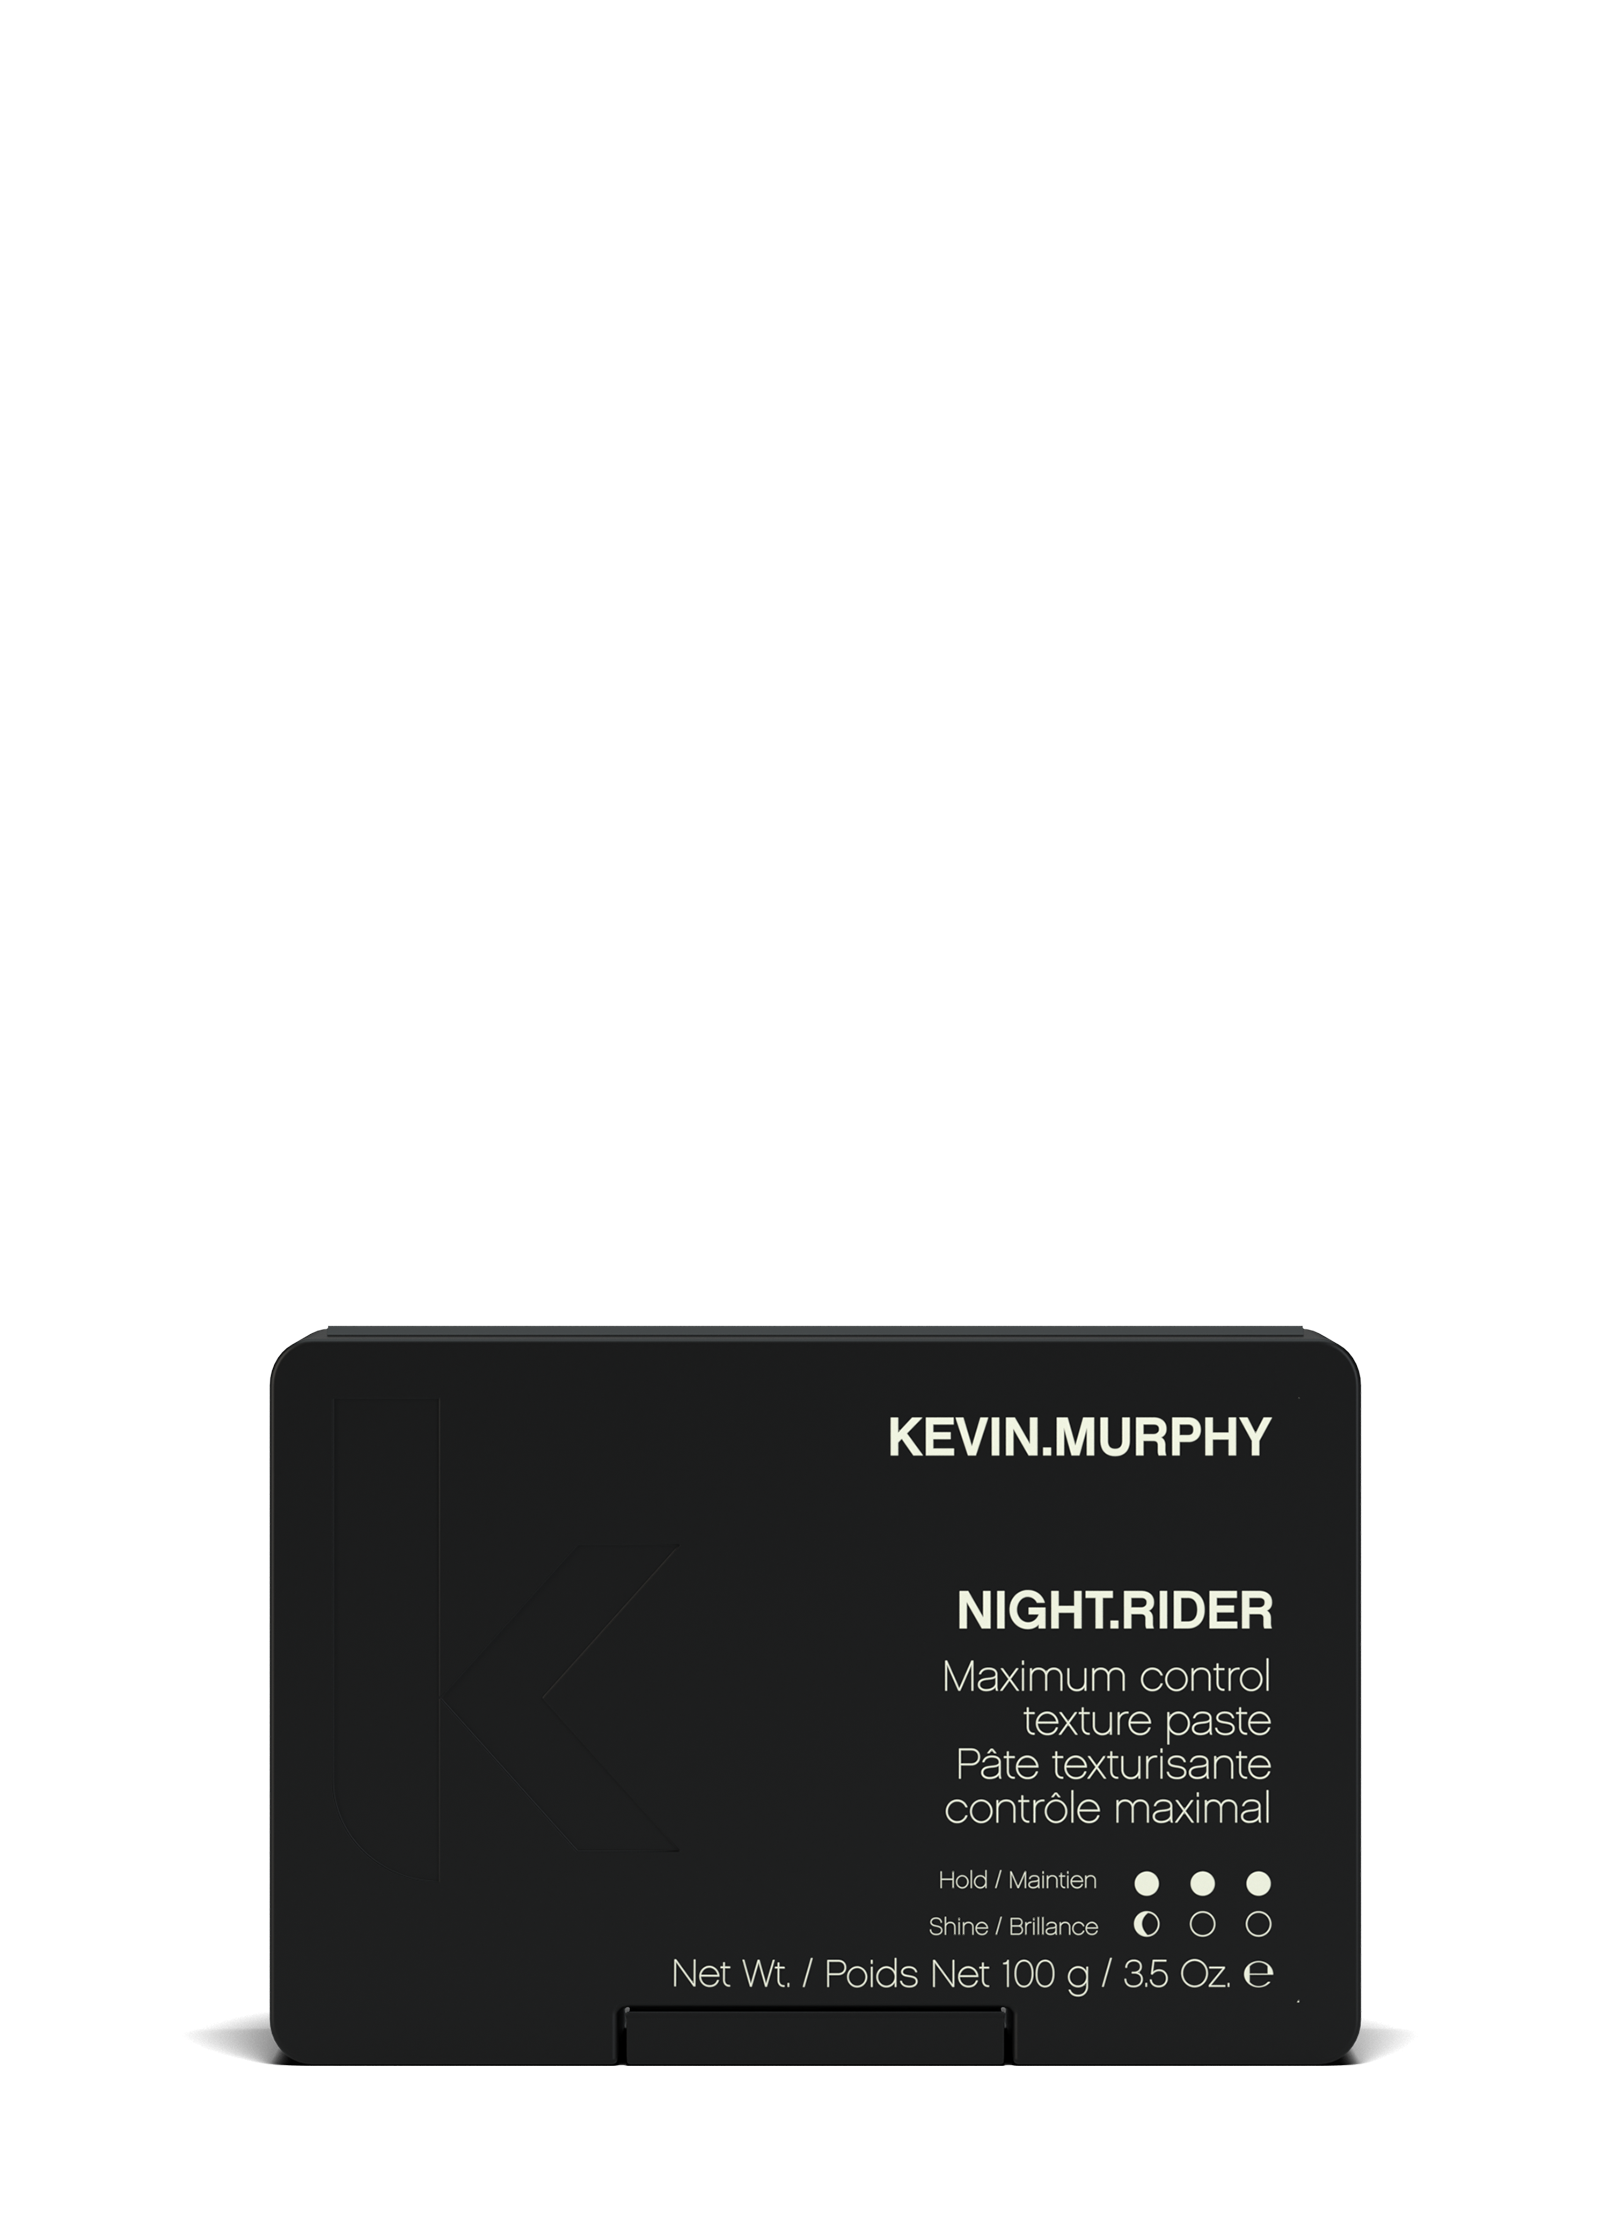 KEVIN.MURPHY
NIGHT.RIDER
Maximum control
texture paste
Pâte texturisante
contrôle maximal
Hold / Maintien
Shine / Brillance
Net Wt. / Poids Net 100 g / 3.5 Oz. ℮